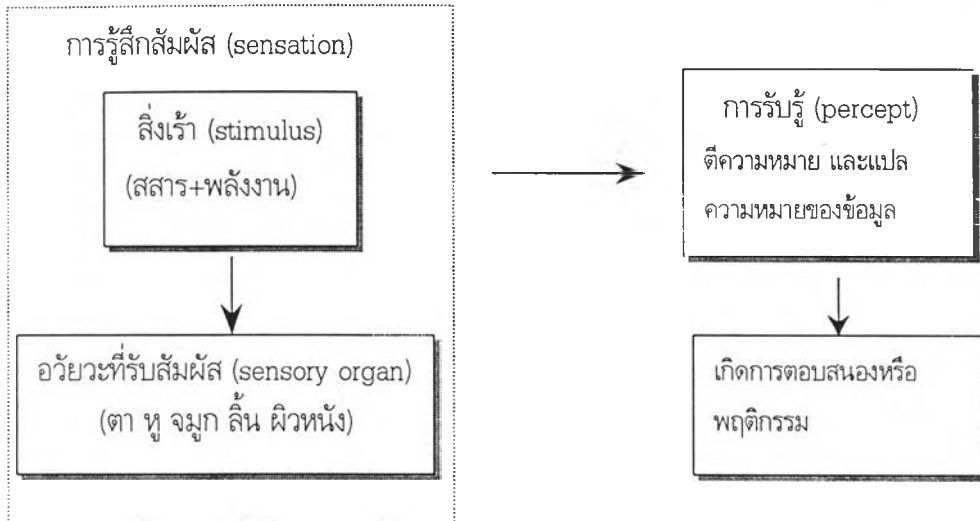 การรู้สึกสัมผัส (sensation)
สิ่งเร้า (stimulus)
(สสาร+พลังงาน)
อวัยวะที่รับสัมผัส (sensory organ)
(ตา หู จมูก ลิ้น ผิวหนัง)
การรับรู้ (percept)
ตีความหมาย และแปล
ความหมายของข้อมูล
เกิดการตอบสนองหรือ
พฤติกรรม